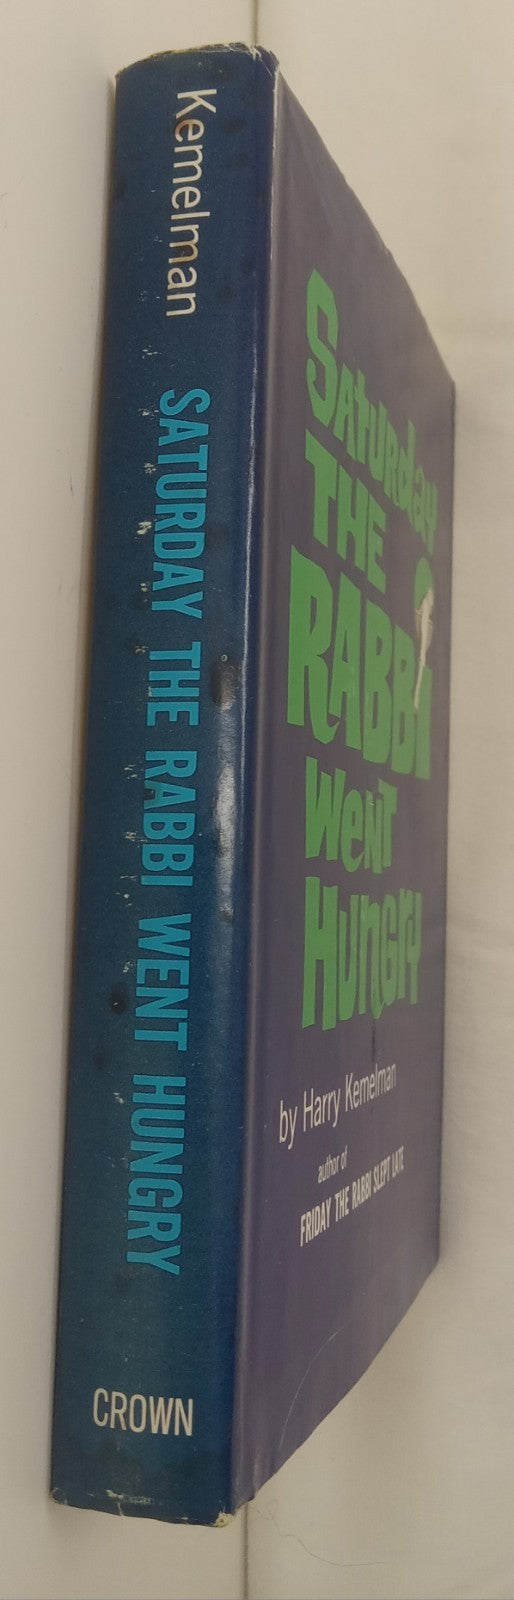 Kemelman
SATURDAY THE RABBI WENT HUNGRY
CROWN
SATURday
THE
RABBi
WeNT
HUNGRY
by Harry Kemelman
author of
FRIDAY THE RABBI SLEPT LATE